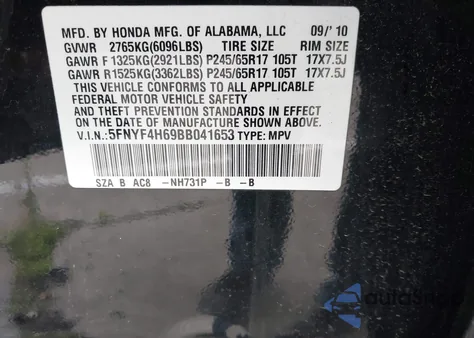 MFD. BY HONDA MFG. OF ALABAMA, LLC 09/' 10
GVWR 2765KG(6096LBS) TIRE SIZE RIM SIZE
GAWR F 1325KG(2921LBS) P245/65R17 105T 17X7.5J
GAWR R 1525KG(3362LBS) P245/65R17 105T 17X7.5J
THIS VEHICLE CONFORMS TO ALL APPLICABLE
FEDERAL MOTOR VEHICLE SAFETY
AND THEFT PREVENTION STANDARDS IN EFFECT
ON THE DATE OF MANUFACTURE SHOWN ABOVE.
V.I.N.: 5FNYF4H69BB041653 TYPE: MPV
SZA B AC8 -NH731P -B -B